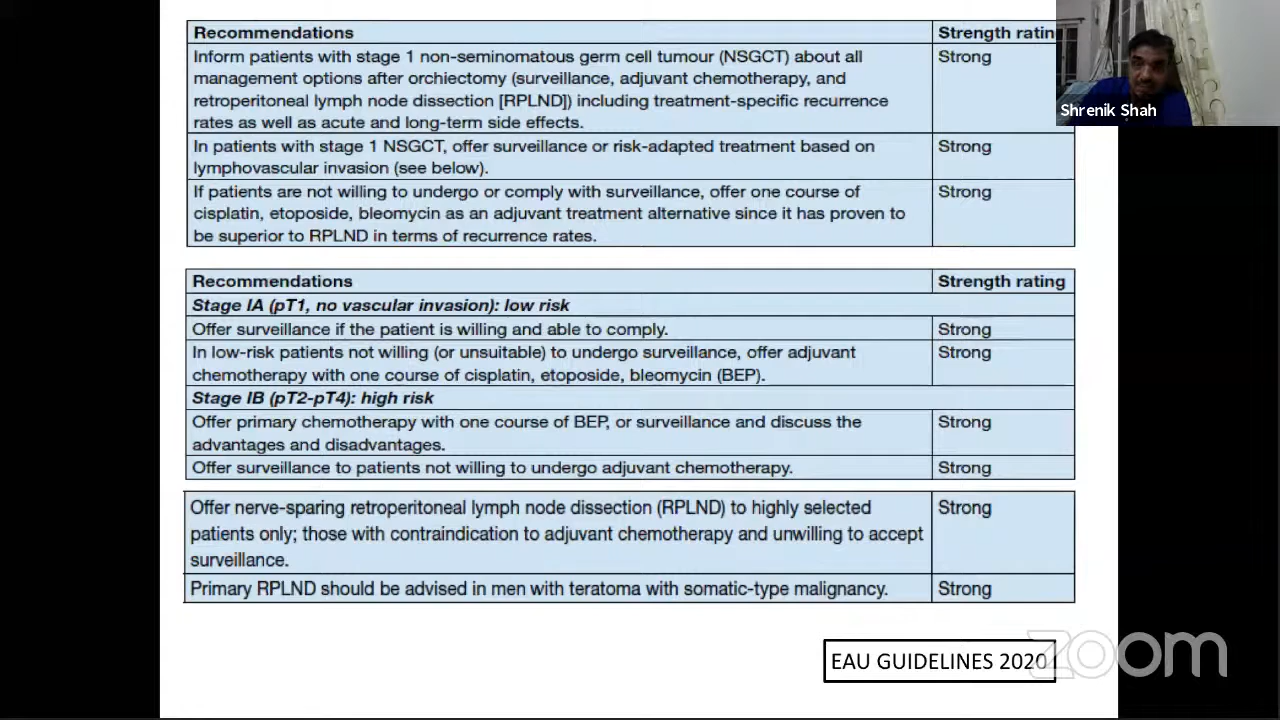 Recommendations
Strength ratin
Inform patients with stage 1 non-seminomatous germ cell tumour (NSGCT) about all
Strong
management options after orchiectomy (surveillance, adjuvant chemotherapy, and
retroperitoneal lymph node dissection [RPLND]) including treatment-specific recurrence
rates as well as acute and long-term side effects.
Shrenik Shah
In patients with stage 1 NSGCT, offer surveillance or risk-adapted treatment based on
Strong
lymphovascular invasion (see below).
If patients are not willing to undergo or comply with surveillance, offer one course of
Strong
cisplatin, etoposide, bleomycin as an adjuvant treatment alternative since it has proven to
be superior to RPLND in terms of recurrence rates.
Recommendations
Strength rating
Stage IA (pT1, no vascular invasion): low risk
Offer surveillance if the patient is willing and able to comply.
Strong
In low-risk patients not willing (or unsuitable) to undergo surveillance, offer adjuvant
Strong
chemotherapy with one course of cisplatin, etoposide, bleomycin (BEP).
Stage IB (pT2-pT4): high risk
Offer primary chemotherapy with one course of BEP, or surveillance and discuss the
Strong
advantages and disadvantages.
Offer surveillance to patients not willing to undergo adjuvant chemotherapy.
Strong
Offer nerve-sparing retroperitoneal lymph node dissection (RPLND) to highly selected
Strong
patients only; those with contraindication to adjuvant chemotherapy and unwilling to accept
surveillance.
Primary RPLND should be advised in men with teratoma with somatic-type malignancy.
Strong
EAU GUIDELINES 2020
zoom